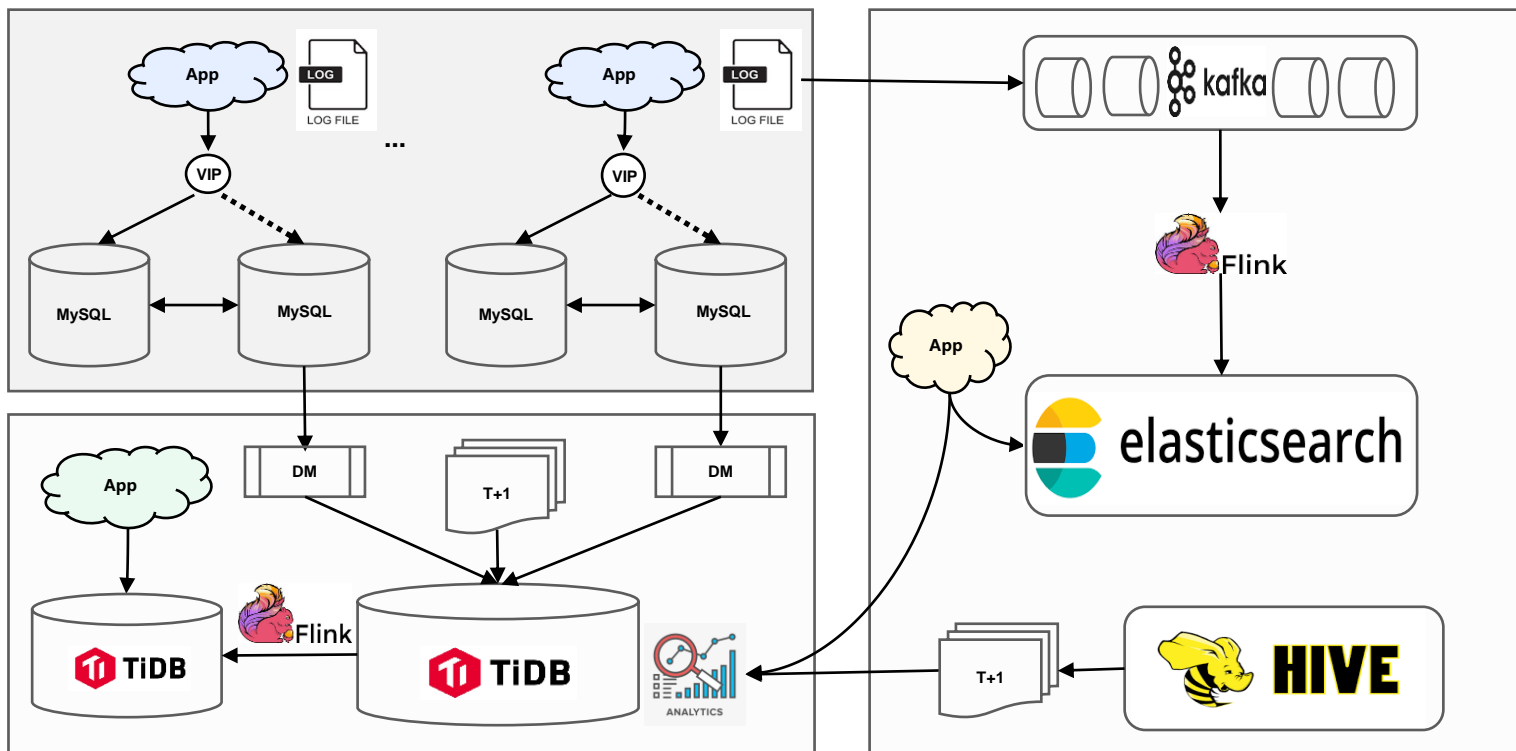 App
LOG
LOG FILE
VIP
MySQL
MySQL
...
App
LOG
LOG FILE
VIP
MySQL
MySQL
kafka
Flink
App
elasticsearch
App
DM
T+1
DM
TiDB
Flink
TiDB
ANALYTICS
T+1
HIVE